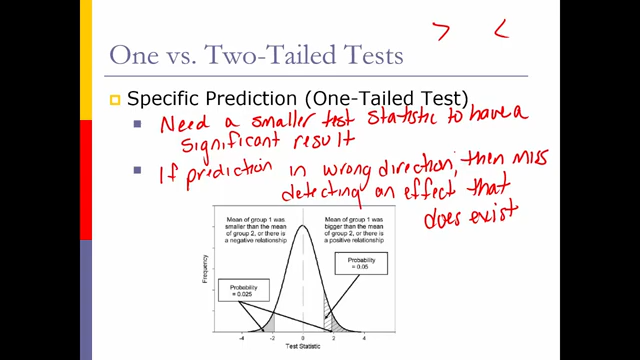 > <
One vs. Two-Tailed Tests
Specific Prediction (One-Tailed Test)
Need a smaller test statistic to have a
significant result
If prediction in wrong direction, then miss
detecting an effect that
does exist
Mean of group 1 was
smaller than the mean
of group 2, or there is
a negative relationship
Mean of group 1 was
bigger than the mean
of group 2, or there is
a positive relationship
Probability
= 0.05
Probability
= 0.025
Frequency
-4 -2 0 2 4
Test Statistic